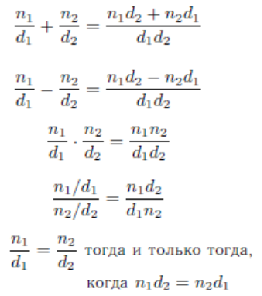 n₁/d₁ + n₂/d₂ = (n₁d₂ + n₂d₁)/(d₁d₂)
n₁/d₁ − n₂/d₂ = (n₁d₂ − n₂d₁)/(d₁d₂)
n₁/d₁ · n₂/d₂ = (n₁n₂)/(d₁d₂)
(n₁/d₁)/(n₂/d₂) = (n₁d₂)/(d₁n₂)
n₁/d₁ = n₂/d₂ тогда и только тогда,
когда n₁d₂ = n₂d₁